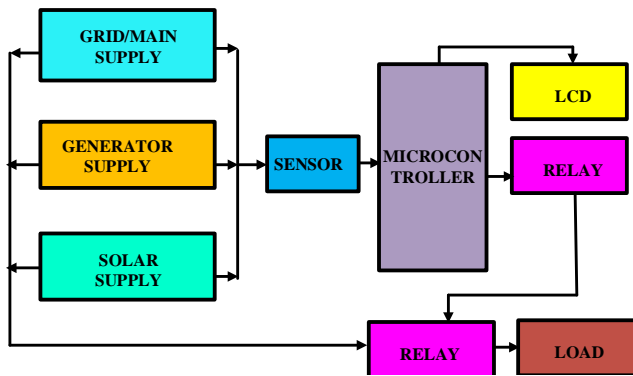 GRID/MAIN
SUPPLY
LCD
GENERATOR
SUPPLY
SENSOR
MICROCON
TROLLER
RELAY
SOLAR
SUPPLY
RELAY
LOAD